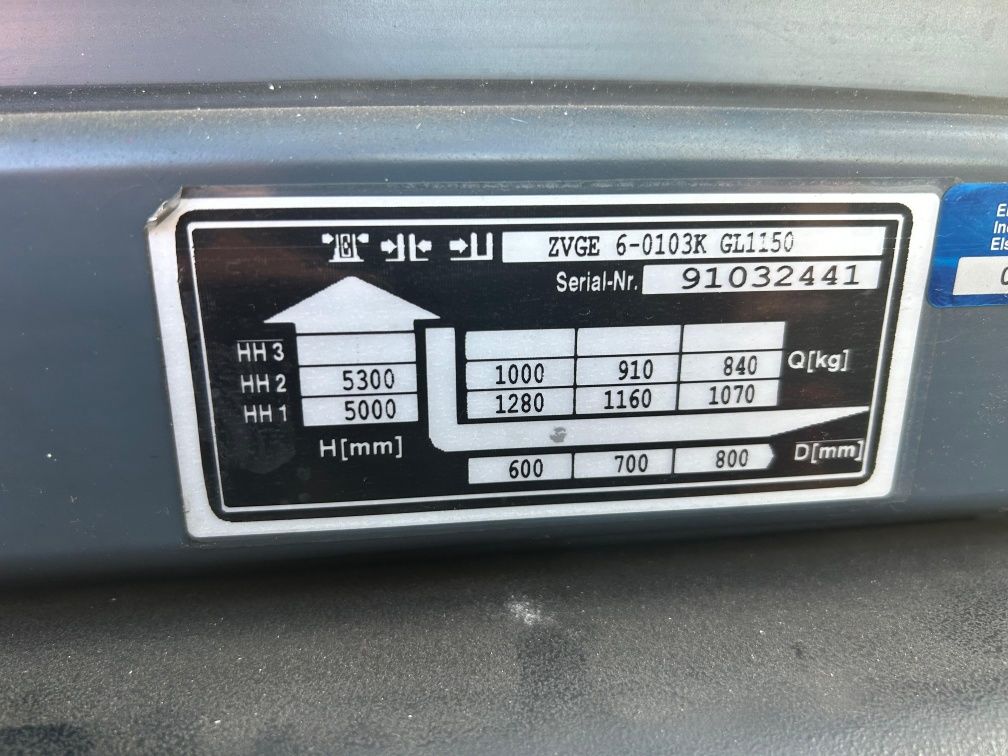 ZVGE 6-0103K GL1150
Serial-Nr. 91032441
HH 3
HH 2 5300 1000 910 840 Q[kg]
HH 1 5000 1280 1160 1070
H[mm]
600 700 800 D[mm]